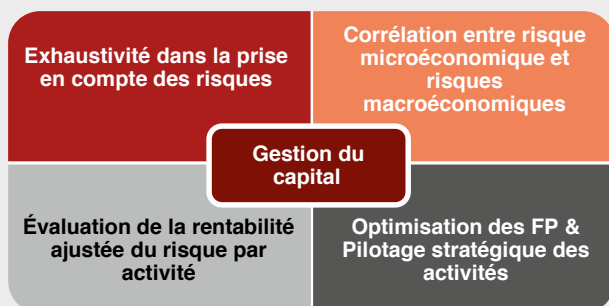 Exhaustivité dans la prise
en compte des risques
Corrélation entre risque
microéconomique et
risques
macroéconomiques
Gestion du
capital
Évaluation de la rentabilité
ajustée du risque par
activité
Optimisation des FP &
Pilotage stratégique des
activités